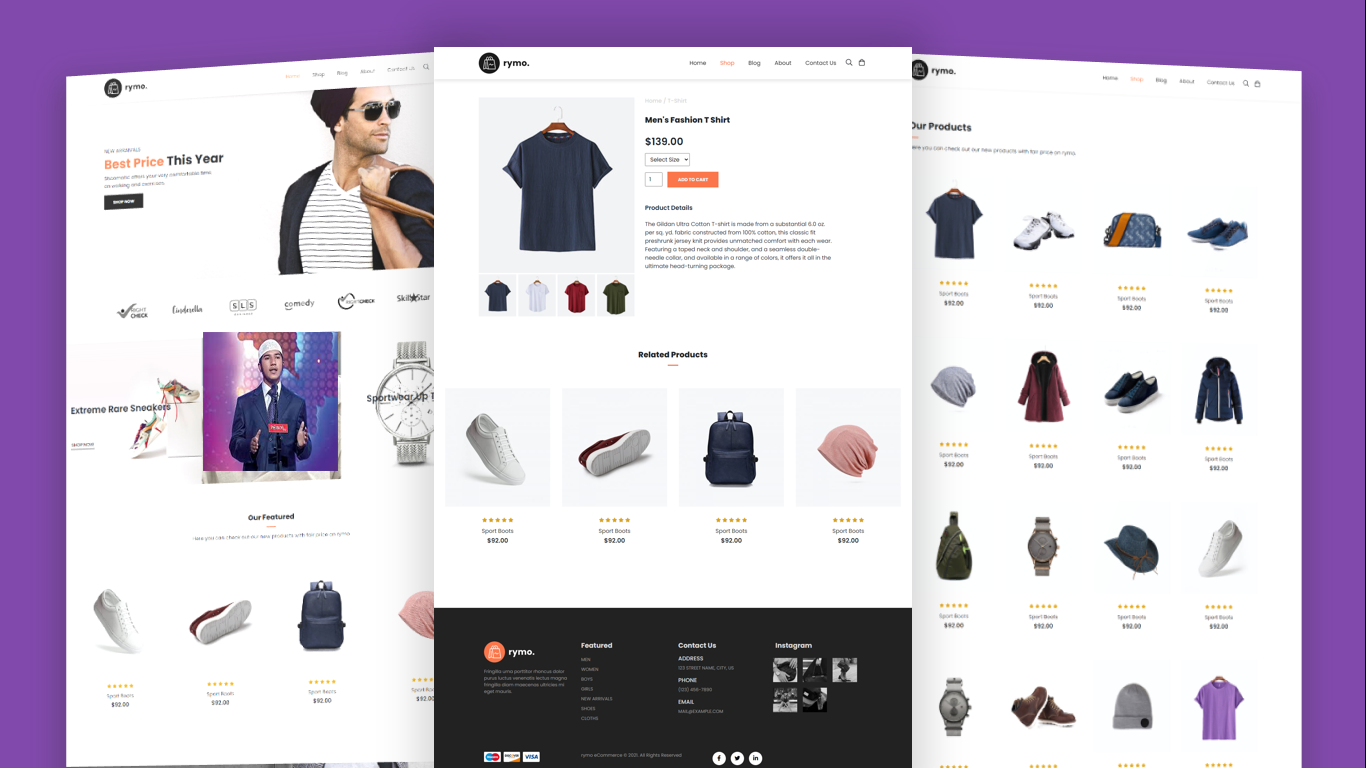 rymo.
Home
Shop
Blog
About
Contact Us
NEW ARRIVALS
Best Price This Year
SHOP NOW
RIGHT
CHECK
Cinderella
SLS
DESIGNER
comedy
RIGHTCHECK
SkillStar
Extreme Rare Sneakers
SHOP NOW
Sportwear Up T
Our Featured
Here you can check out our new products with fair price on rymo.
Sport Boots
$92.00
Sport Boots
$92.00
Sport Boots
$92.00
rymo.
Home
Shop
Blog
About
Contact Us
Home / T-Shirt
Men's Fashion T Shirt
$139.00
Select Size
1
ADD TO CART
Product Details
The Gildan Ultra Cotton T-shirt is made from a substantial 6.0 oz.
per sq. yd. fabric constructed from 100% cotton, this classic fit
preshrunk jersey knit provides unmatched comfort with each wear.
Featuring a taped neck and shoulder, and a seamless double-
needle collar, and available in a range of colors, it offers it all in the
ultimate head-turning package.
Related Products
Sport Boots
$92.00
Sport Boots
$92.00
Sport Boots
$92.00
Sport Boots
$92.00
rymo.
Fringilla urna porttitor rhoncus dolor
purus luctus venenatis lectus magna
fringilla diam maecenas ultricies mi
eget mauris.
Featured
MEN
WOMEN
BOYS
GIRLS
NEW ARRIVALS
SHOES
CLOTHS
Contact Us
ADDRESS
123 STREET NAME, CITY, US
PHONE
(123) 456-7890
EMAIL
MAIL@EXAMPLE.COM
Instagram
VISA
rymo eCommerce © 2021. All Rights Reserved
rymo.
Home
Shop
Blog
About
Contact Us
Our Products
ere you can check out our new products with fair price on rymo.
Sport Boots
$92.00
Sport Boots
$92.00
Sport Boots
$92.00
Sport Boots
$92.00
Sport Boots
$92.00
Sport Boots
$92.00
Sport Boots
$92.00
Sport Boots
$92.00
Sport Boots
$92.00
Sport Boots
$92.00
Sport Boots
$92.00
Sport Boots
$92.00
Sport Boots
Sport Boots
Sport Boots
Sport Boots